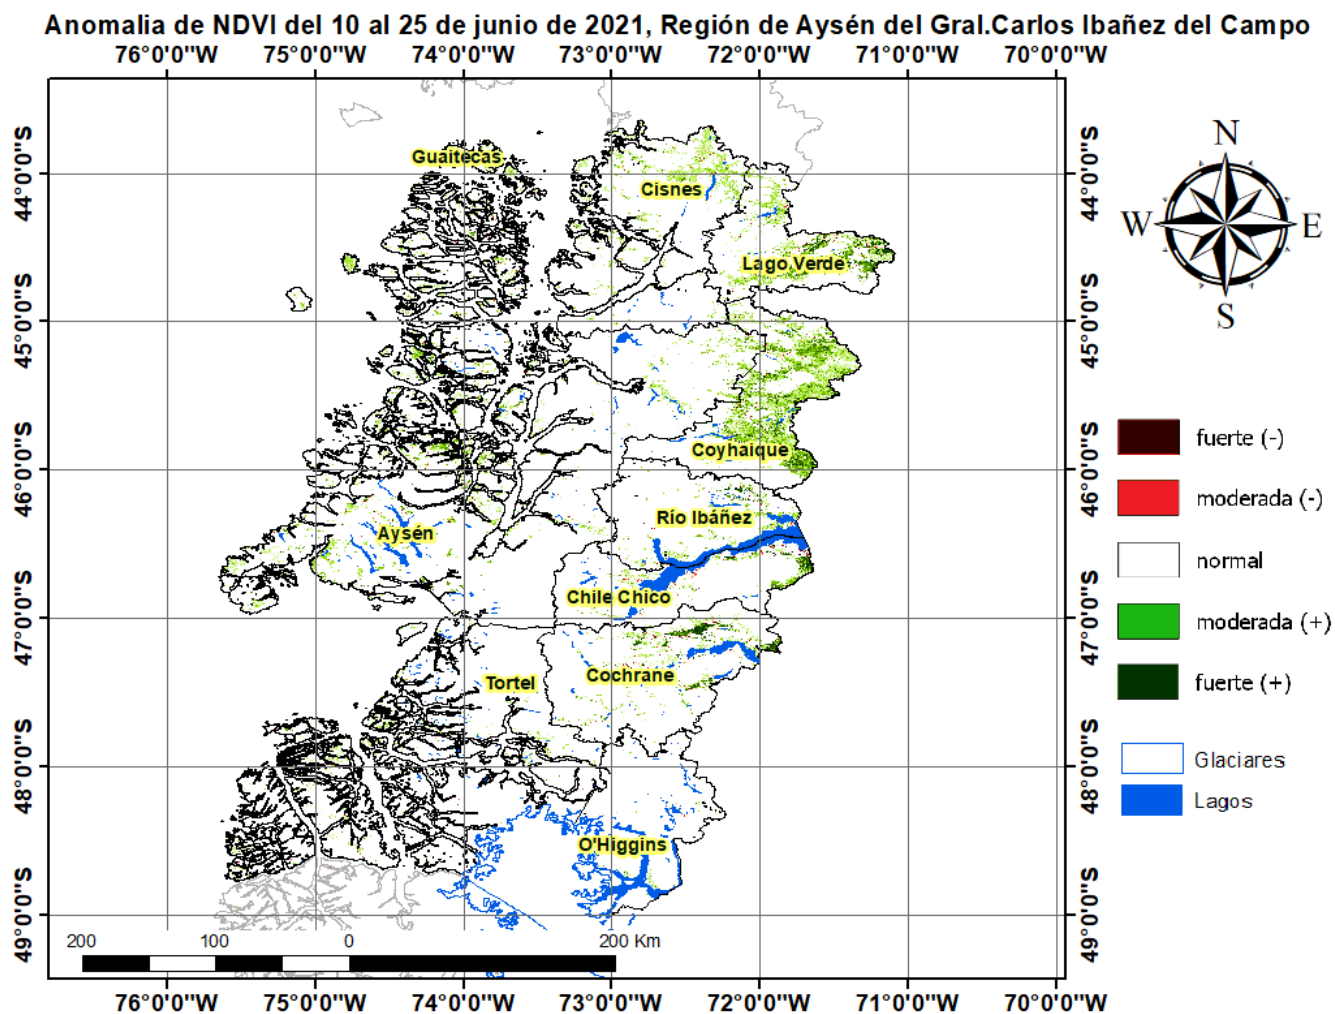 Anomalia de NDVI del 10 al 25 de junio de 2021, Región de Aysén del Gral.Carlos Ibañez del Campo
76°0'0"W 75°0'0"W 74°0'0"W 73°0'0"W 72°0'0"W 71°0'0"W 70°0'0"W
44°0'0"S
45°0'0"S
46°0'0"S
47°0'0"S
48°0'0"S
49°0'0"S
Guaitecas
Cisnes
Lago Verde
Coyhaique
Río Ibáñez
Aysén
Chile Chico
Cochrane
Tortel
O'Higgins
200 100 0 200 Km
76°0'0"W 75°0'0"W 74°0'0"W 73°0'0"W 72°0'0"W 71°0'0"W 70°0'0"W
44°0'0"S
45°0'0"S
46°0'0"S
47°0'0"S
48°0'0"S
49°0'0"S
N
W E
S
fuerte (-)
moderada (-)
normal
moderada (+)
fuerte (+)
Glaciares
Lagos